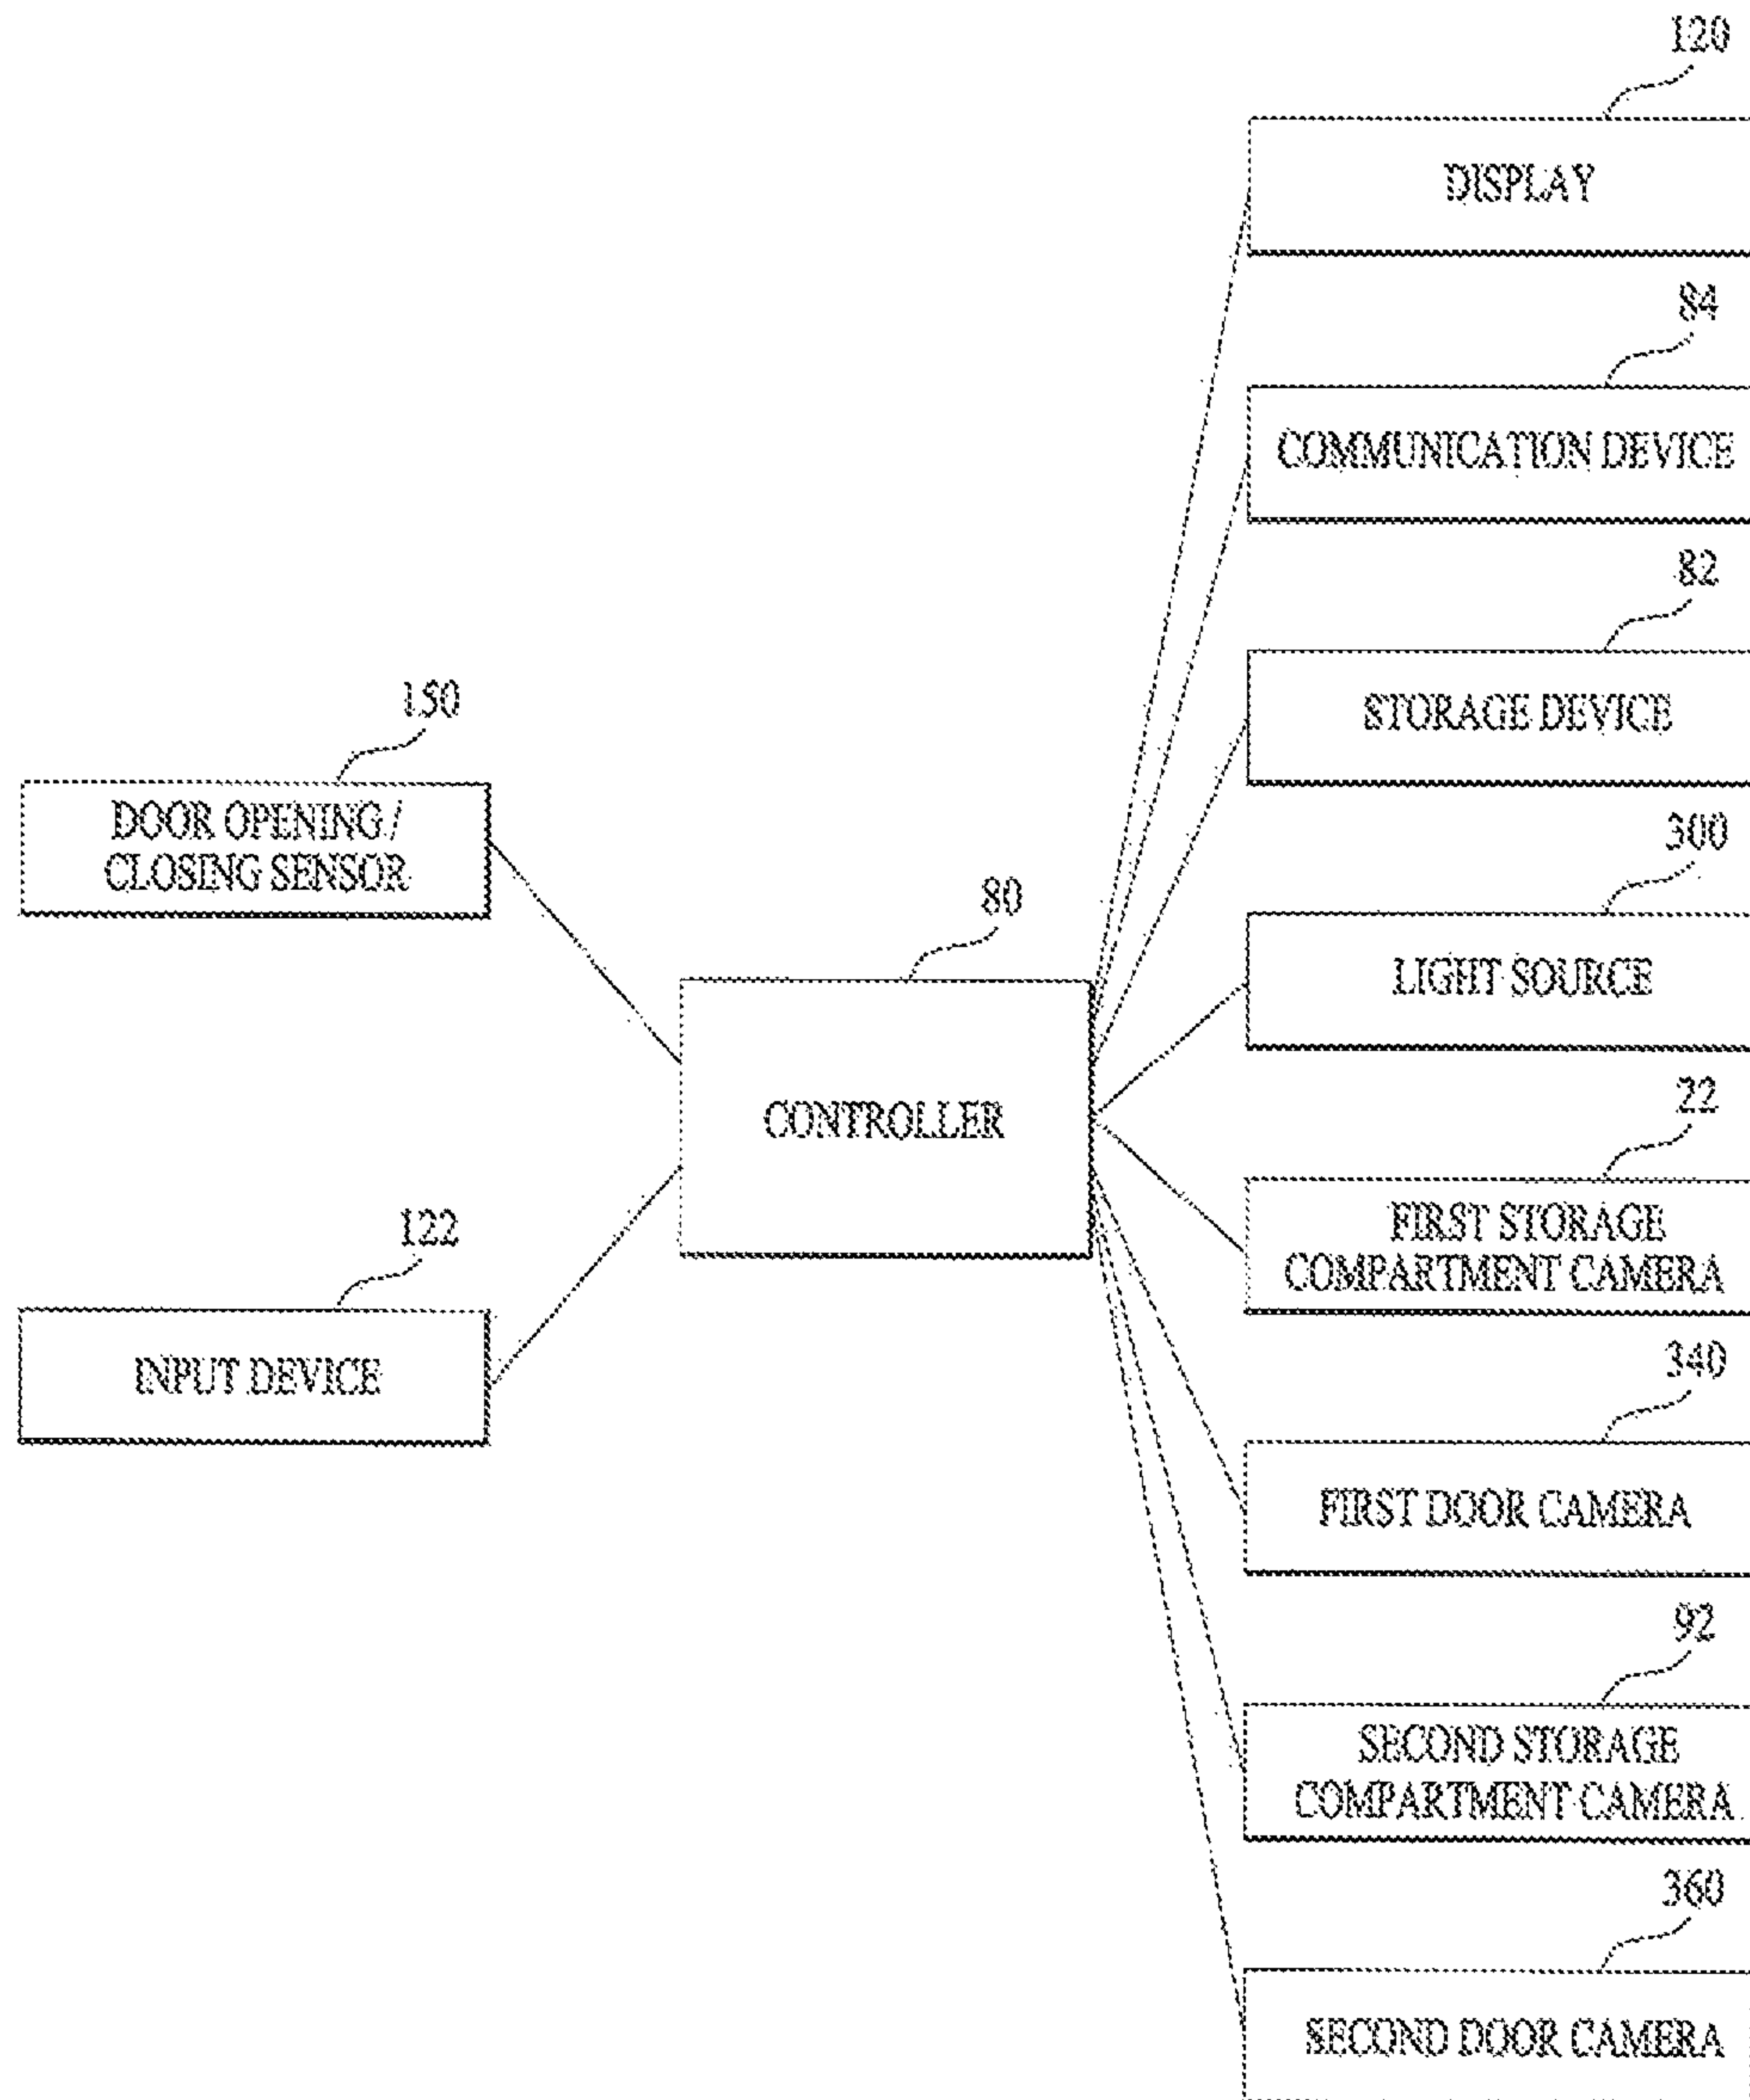 120
DISPLAY
84
COMMUNICATION DEVICE
82
STORAGE DEVICE
150
DOOR OPENING /
CLOSING SENSOR
300
LIGHT SOURCE
80
CONTROLLER
22
FIRST STORAGE
COMPARTMENT CAMERA
122
INPUT DEVICE
340
FIRST DOOR CAMERA
92
SECOND STORAGE
COMPARTMENT CAMERA
360
SECOND DOOR CAMERA